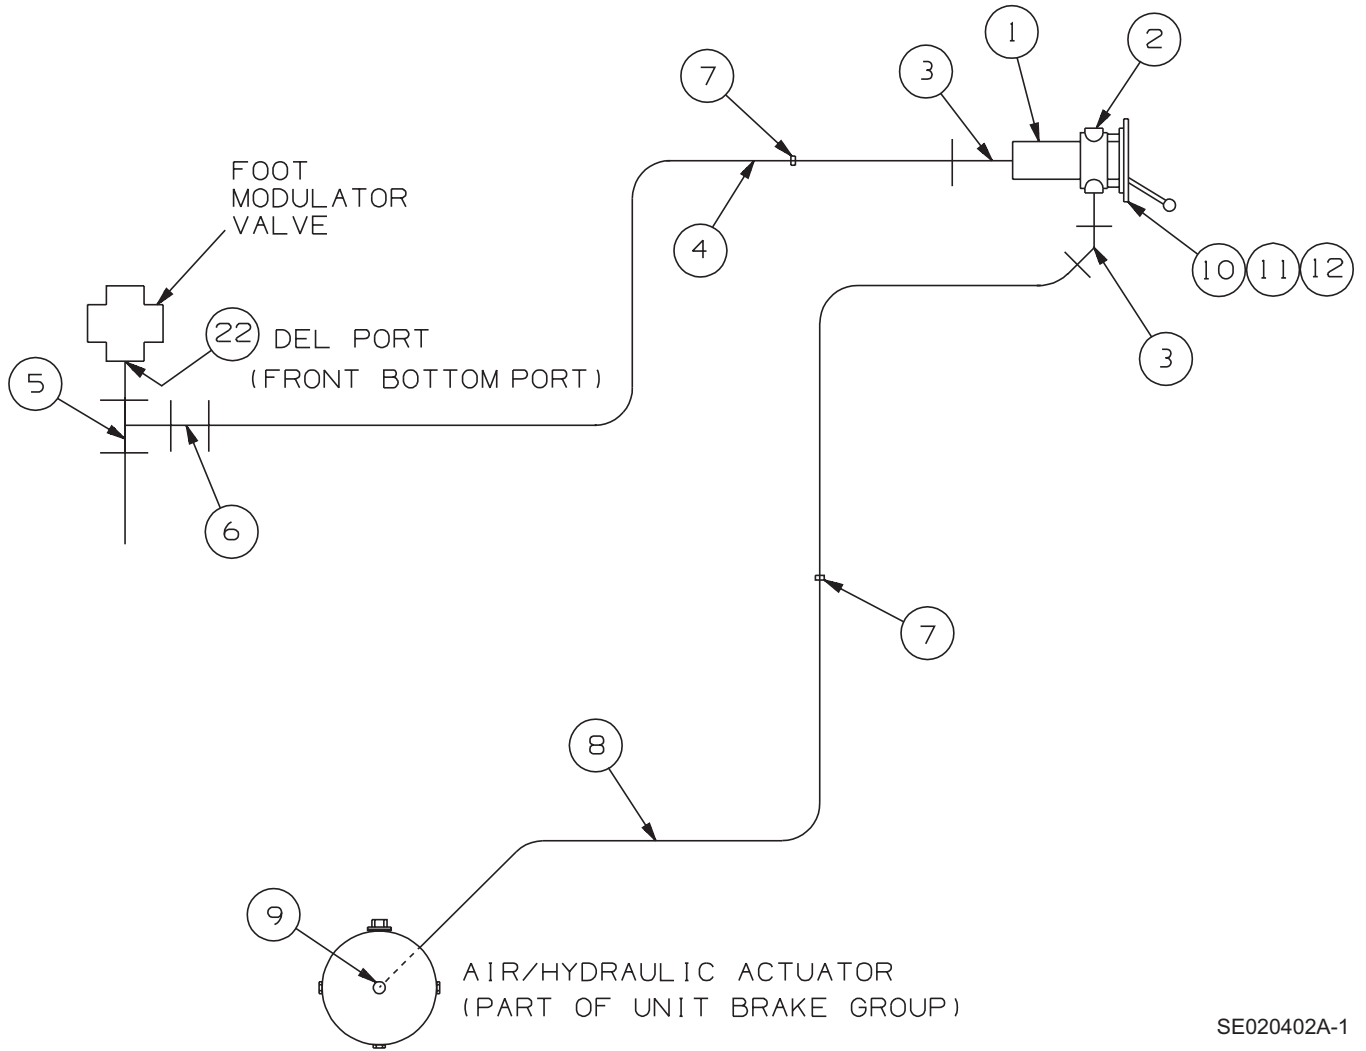 1
2
7
3
FOOT
MODULATOR
VALVE
4
10 11 12
22 DEL PORT
(FRONT BOTTOM PORT)
3
5
6
7
8
9
AIR/HYDRAULIC ACTUATOR
(PART OF UNIT BRAKE GROUP)
SE020402A-1